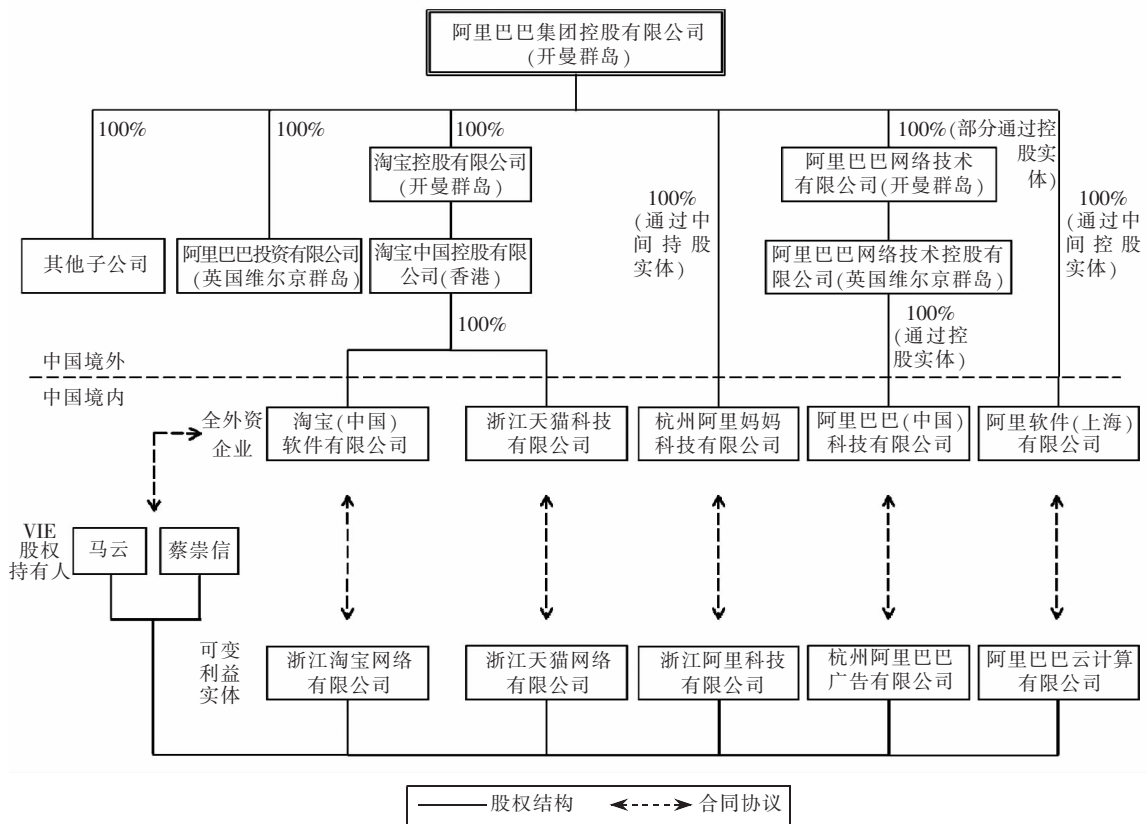 阿里巴巴集团控股有限公司
(开曼群岛)
100%
100%
100%
100%(部分通过控
股实
体)
淘宝控股有限公司
(开曼群岛)
阿里巴巴网络技术
有限公司(开曼群岛)
100%
(通过中
间持股
实体)
100%
(通过中
间控股
实体)
其他子公司
阿里巴巴投资有限公司
(英国维尔京群岛)
淘宝中国控股有限
公司(香港)
阿里巴巴网络技术控股有
限公司(英国维尔京群岛)
100%
100%
(通过控
股实体)
中国境外
中国境内
全外资
企业
淘宝(中国)
软件有限公司
浙江天猫科技
有限公司
杭州阿里妈妈
科技有限公司
阿里巴巴(中国)
科技有限公司
阿里软件(上海)
有限公司
VIE
股权
持有人
马云
蔡崇信
可变
利益
实体
浙江淘宝网络
有限公司
浙江天猫网络
有限公司
浙江阿里科技
有限公司
杭州阿里巴巴
广告有限公司
阿里巴巴云计算
有限公司
股权结构
合同协议